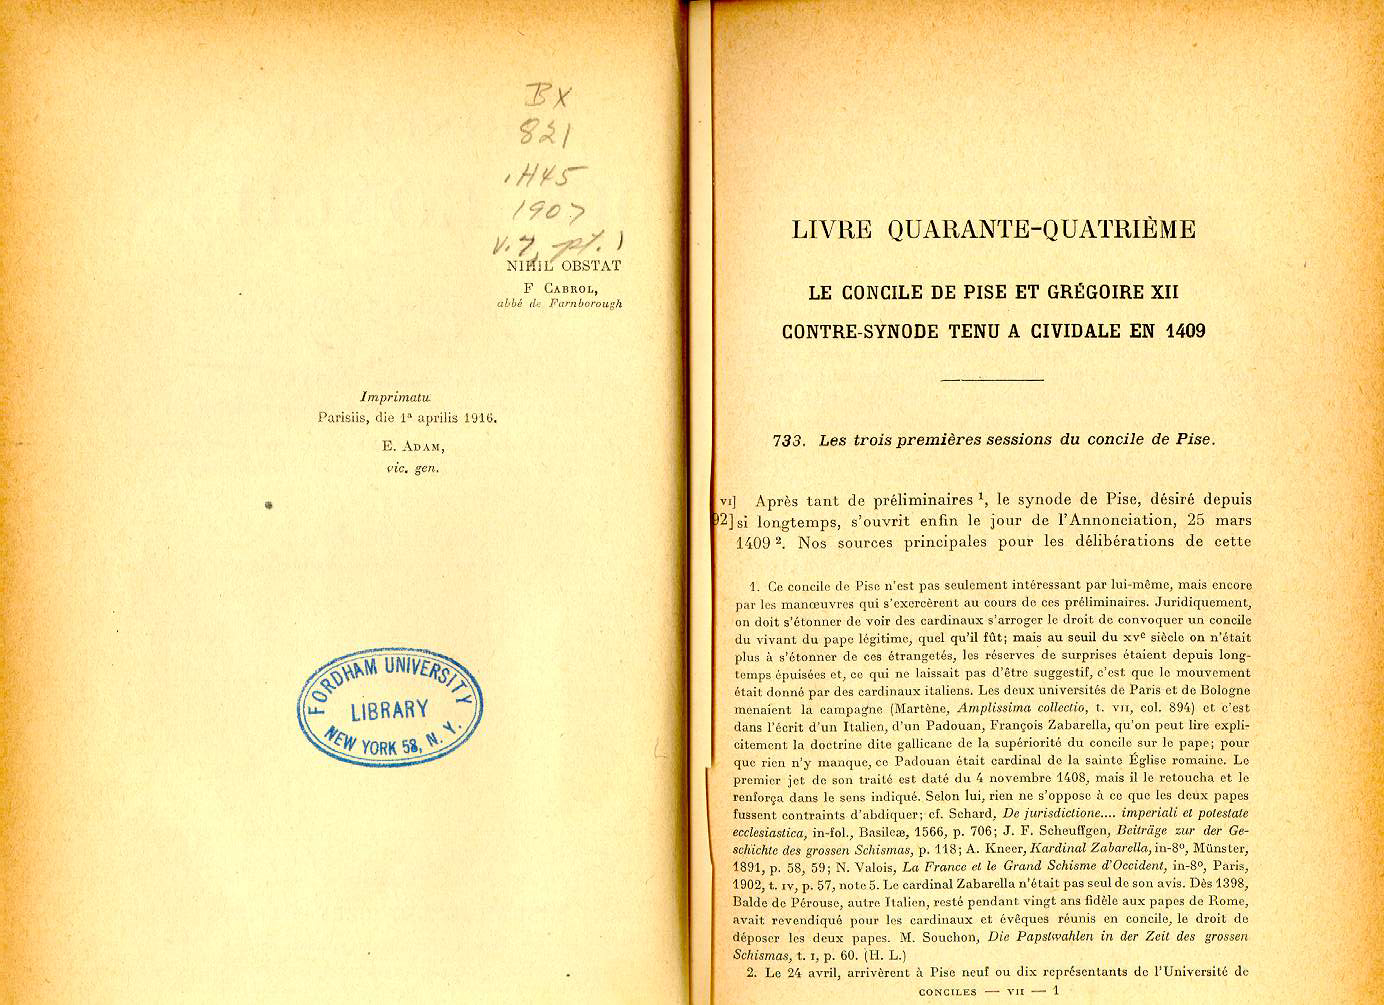 BX
821
.H45
1907
v.7, pt. 1
NIHIL OBSTAT
F CABROL,
abbé de Farnborough
Imprimatu
Parisiis, die 1ª aprilis 1916.
E. ADAM,
vic. gen.
FORDHAM UNIVERSITY
LIBRARY
NEW YORK 58, N. Y.
LIVRE QUARANTE-QUATRIÈME
LE CONCILE DE PISE ET GRÉGOIRE XII
CONTRE-SYNODE TENU A CIVIDALE EN 1409
733. Les trois premières sessions du concile de Pise.
VI] Après tant de préliminaires ¹, le synode de Pise, désiré depuis
92] si longtemps, s'ouvrit enfin le jour de l'Annonciation, 25 mars
1409 ². Nos sources principales pour les délibérations de cette
1. Ce concile de Pise n'est pas seulement intéressant par lui-même, mais encore
par les manœuvres qui s'exercèrent au cours de ces préliminaires. Juridiquement,
on doit s'étonner de voir des cardinaux s'arroger le droit de convoquer un concile
du vivant du pape légitime, quel qu'il fût; mais au seuil du XVᵉ siècle on n'était
plus à s'étonner de ces étrangetés, les réserves de surprises étaient depuis long-
temps épuisées et, ce qui ne laissait pas d'être suggestif, c'est que le mouvement
était donné par des cardinaux italiens. Les deux universités de Paris et de Bologne
menaient la campagne (Martène, Amplissima collectio, t. VII, col. 894) et c'est
dans l'écrit d'un Italien, d'un Padouan, François Zabarella, qu'on peut lire expli-
citement la doctrine dite gallicane de la supériorité du concile sur le pape; pour
que rien n'y manque, ce Padouan était cardinal de la sainte Église romaine. Le
premier jet de son traité est daté du 4 novembre 1408, mais il le retoucha et le
renforça dans le sens indiqué. Selon lui, rien ne s'oppose à ce que les deux papes
fussent contraints d'abdiquer; cf. Schard, De jurisdictione.... imperiali et potestate
ecclesiastica, in-fol., Basileæ, 1566, p. 706; J. F. Scheuffgen, Beiträge zur der Ge-
schichte des grossen Schismas, p. 118; A. Kneer, Kardinal Zabarella, in-8º, Münster,
1891, p. 58, 59; N. Valois, La France et le Grand Schisme d'Occident, in-8º, Paris,
1902, t. IV, p. 57, note 5. Le cardinal Zabarella n'était pas seul de son avis. Dès 1398,
Balde de Pérouse, autre Italien, resté pendant vingt ans fidèle aux papes de Rome,
avait revendiqué pour les cardinaux et évêques réunis en concile, le droit de
déposer les deux papes. M. Souchon, Die Papstwahlen in der Zeit des grossen
Schismas, t. I, p. 60. (H. L.)
2. Le 24 avril, arrivèrent à Pise neuf ou dix représentants de l'Université de
CONCILES — VII — 1